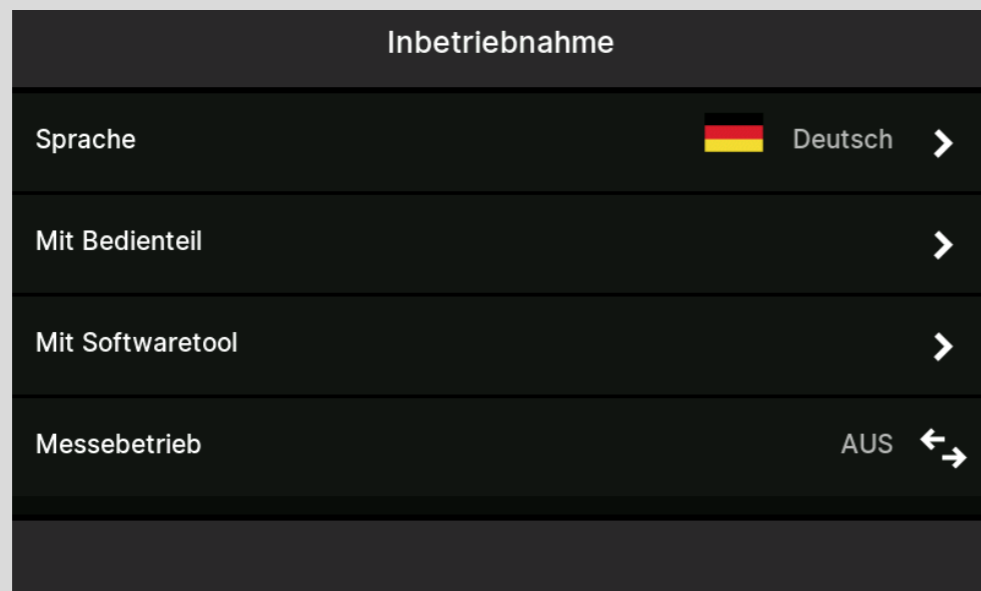 Inbetriebnahme
Sprache Deutsch
Mit Bedienteil
Mit Softwaretool
Messebetrieb AUS